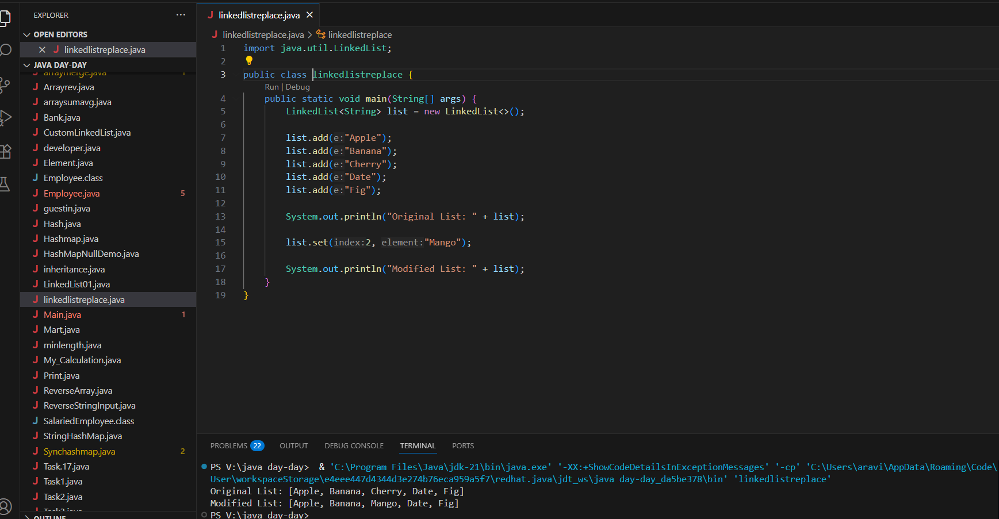 EXPLORER
···
OPEN EDITORS
linkedlistreplace.java
JAVA DAY-DAY
arraymerge.java
Arrayrev.java
arraysumavg.java
Bank.java
CustomLinkedList.java
developer.java
Element.java
Employee.class
Employee.java 5
guestin.java
Hash.java
Hashmap.java
HashMapNullDemo.java
inheritance.java
LinkedList01.java
linkedlistreplace.java
Main.java 1
Mart.java
minlength.java
My_Calculation.java
Print.java
ReverseArray.java
ReverseStringInput.java
SalariedEmployee.class
StringHashMap.java
Synchashmap.java 2
Task.17.java
Task1.java
Task2.java
OUTLINE
linkedlistreplace.java
linkedlistreplace.java > linkedlistreplace
1 import java.util.LinkedList;
2
3 public class linkedlistreplace {
Run | Debug
4 public static void main(String[] args) {
5 LinkedList<String> list = new LinkedList<>();
6
7 list.add(e:"Apple");
8 list.add(e:"Banana");
9 list.add(e:"Cherry");
10 list.add(e:"Date");
11 list.add(e:"Fig");
12
13 System.out.println("Original List: " + list);
14
15 list.set(index:2, element:"Mango");
16
17 System.out.println("Modified List: " + list);
18 }
19 }
PROBLEMS 22 OUTPUT DEBUG CONSOLE TERMINAL PORTS
PS V:\java day-day> & 'C:\Program Files\Java\jdk-21\bin\java.exe' '-XX:+ShowCodeDetailsInExceptionMessages' '-cp' 'C:\Users\aravi\AppData\Roaming\Code\
User\workspaceStorage\e4eee447d4344d3e274b76eca959a5f7\redhat.java\jdt_ws\java day-day_da5be378\bin' 'linkedlistreplace'
Original List: [Apple, Banana, Cherry, Date, Fig]
Modified List: [Apple, Banana, Mango, Date, Fig]
PS V:\java day-day>